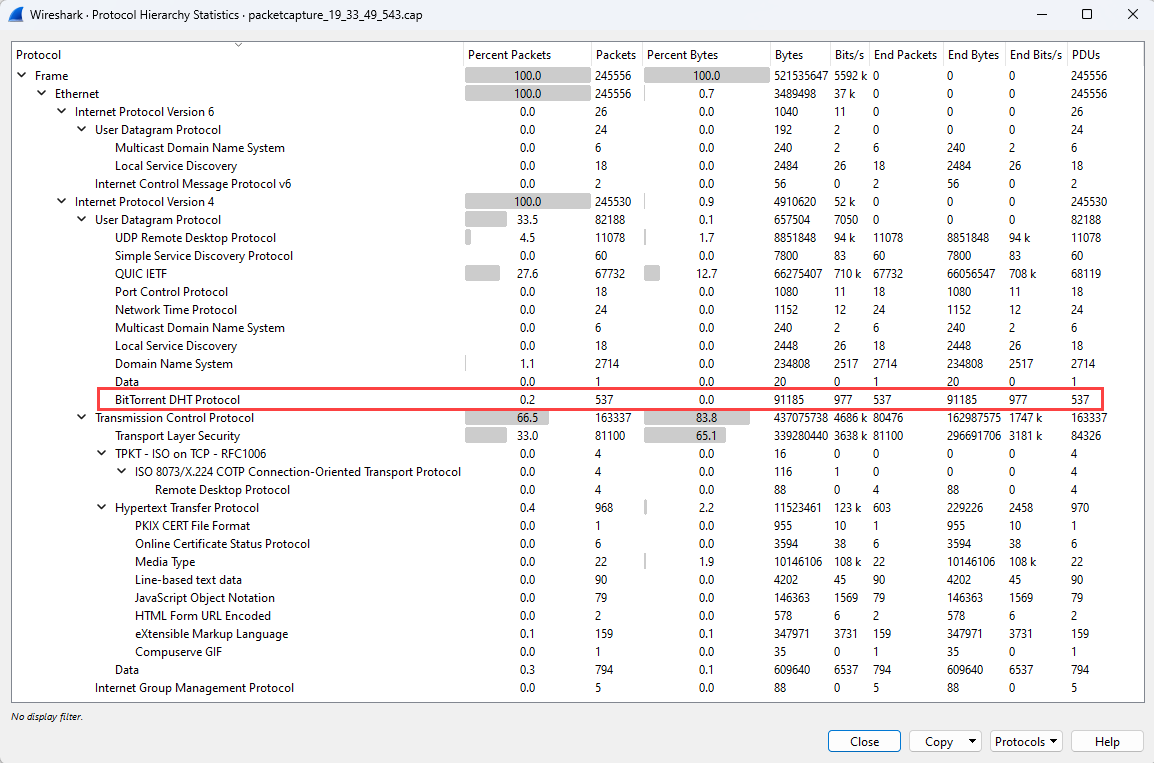 Wireshark · Protocol Hierarchy Statistics · packetcapture_19_33_49_543.cap
Protocol Percent Packets Packets Percent Bytes Bytes Bits/s End Packets End Bytes End Bits/s PDUs
Frame 100.0 245556 100.0 521535647 5592 k 0 0 0 245556
Ethernet 100.0 245556 0.7 3489498 37 k 0 0 0 245556
Internet Protocol Version 6 0.0 26 0.0 1040 11 0 0 0 26
User Datagram Protocol 0.0 24 0.0 192 2 0 0 0 24
Multicast Domain Name System 0.0 6 0.0 240 2 6 240 2 6
Local Service Discovery 0.0 18 0.0 2484 26 18 2484 26 18
Internet Control Message Protocol v6 0.0 2 0.0 56 0 2 56 0 2
Internet Protocol Version 4 100.0 245530 0.9 4910620 52 k 0 0 0 245530
User Datagram Protocol 33.5 82188 0.1 657504 7050 0 0 0 82188
UDP Remote Desktop Protocol 4.5 11078 1.7 8851848 94 k 11078 8851848 94 k 11078
Simple Service Discovery Protocol 0.0 60 0.0 7800 83 60 7800 83 60
QUIC IETF 27.6 67732 12.7 66275407 710 k 67732 66056547 708 k 68119
Port Control Protocol 0.0 18 0.0 1080 11 18 1080 11 18
Network Time Protocol 0.0 24 0.0 1152 12 24 1152 12 24
Multicast Domain Name System 0.0 6 0.0 240 2 6 240 2 6
Local Service Discovery 0.0 18 0.0 2448 26 18 2448 26 18
Domain Name System 1.1 2714 0.0 234808 2517 2714 234808 2517 2714
Data 0.0 1 0.0 20 0 1 20 0 1
BitTorrent DHT Protocol 0.2 537 0.0 91185 977 537 91185 977 537
Transmission Control Protocol 66.5 163337 83.8 437075738 4686 k 80476 162987575 1747 k 163337
Transport Layer Security 33.0 81100 65.1 339280440 3638 k 81100 296691706 3181 k 84326
TPKT - ISO on TCP - RFC1006 0.0 4 0.0 16 0 0 0 0 4
ISO 8073/X.224 COTP Connection-Oriented Transport Protocol 0.0 4 0.0 116 1 0 0 0 4
Remote Desktop Protocol 0.0 4 0.0 88 0 4 88 0 4
Hypertext Transfer Protocol 0.4 968 2.2 11523461 123 k 603 229226 2458 970
PKIX CERT File Format 0.0 1 0.0 955 10 1 955 10 1
Online Certificate Status Protocol 0.0 6 0.0 3594 38 6 3594 38 6
Media Type 0.0 22 1.9 10146106 108 k 22 10146106 108 k 22
Line-based text data 0.0 90 0.0 4202 45 90 4202 45 90
JavaScript Object Notation 0.0 79 0.0 146363 1569 79 146363 1569 79
HTML Form URL Encoded 0.0 2 0.0 578 6 2 578 6 2
eXtensible Markup Language 0.1 159 0.1 347971 3731 159 347971 3731 159
Compuserve GIF 0.0 1 0.0 35 0 1 35 0 1
Data 0.3 794 0.1 609640 6537 794 609640 6537 794
Internet Group Management Protocol 0.0 5 0.0 88 0 5 88 0 5
No display filter.
Close Copy Protocols Help